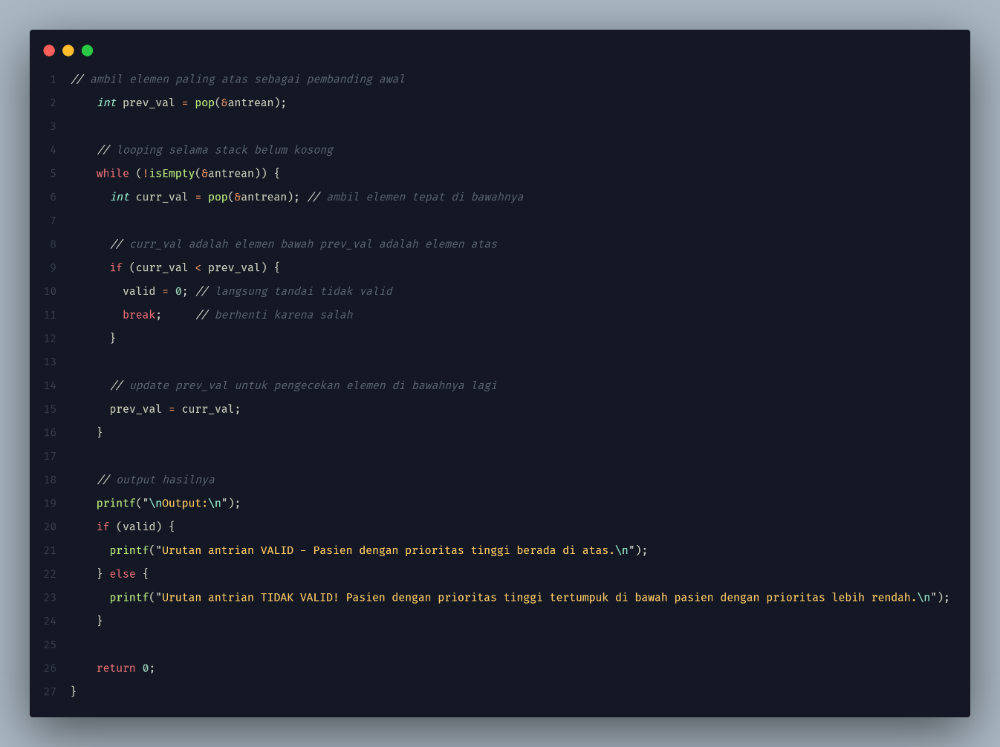 1 // ambil elemen paling atas sebagai pembanding awal
2     int prev_val = pop(&antrean);
3
4     // looping selama stack belum kosong
5     while (!isEmpty(&antrean)) {
6       int curr_val = pop(&antrean); // ambil elemen tepat di bawahnya
7
8       // curr_val adalah elemen bawah prev_val adalah elemen atas
9       if (curr_val < prev_val) {
10         valid = 0; // langsung tandai tidak valid
11         break;     // berhenti karena salah
12       }
13
14       // update prev_val untuk pengecekan elemen di bawahnya lagi
15       prev_val = curr_val;
16     }
17
18     // output hasilnya
19     printf("\nOutput:\n");
20     if (valid) {
21       printf("Urutan antrian VALID - Pasien dengan prioritas tinggi berada di atas.\n");
22     } else {
23       printf("Urutan antrian TIDAK VALID! Pasien dengan prioritas tinggi tertumpuk di bawah pasien dengan prioritas lebih rendah.\n");
24     }
25
26     return 0;
27 }